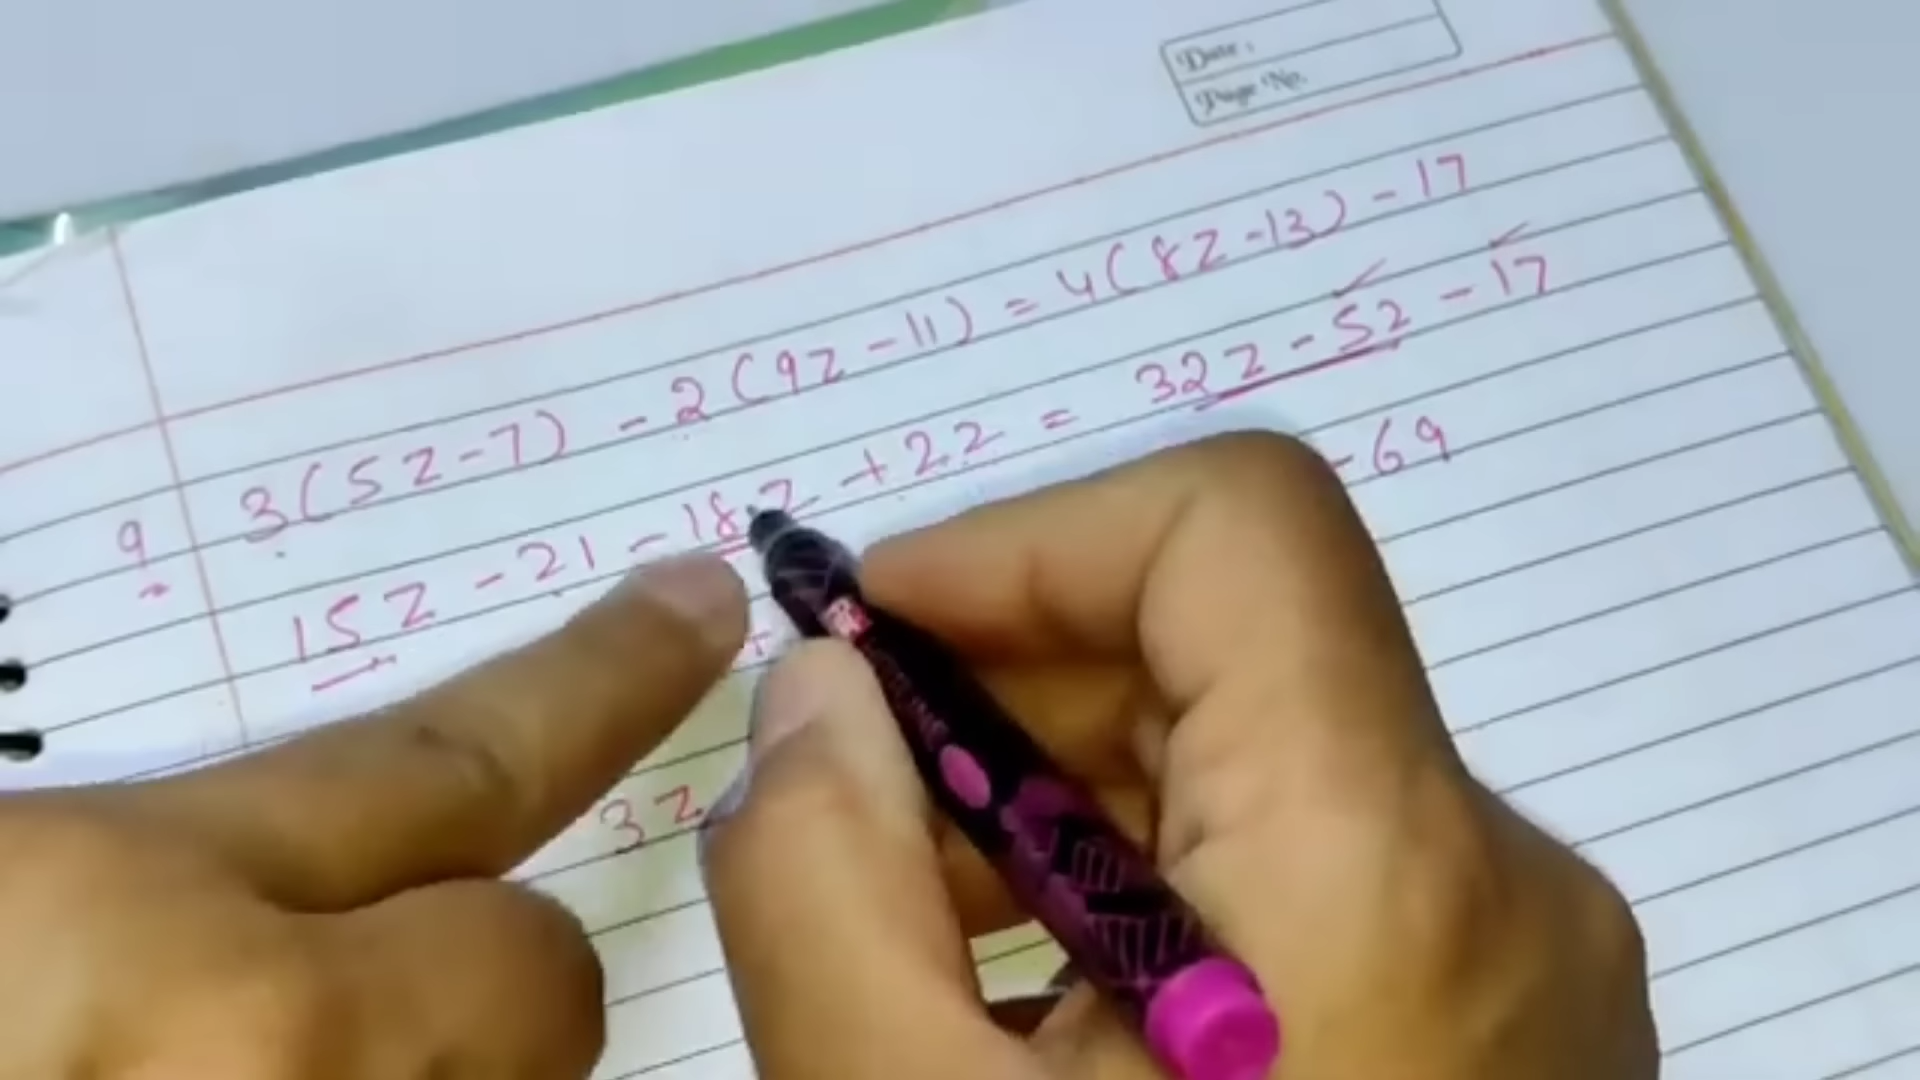 Date :
Page No.
9 3(5z-7) - 2(9z-11) = 4(8z-13) - 17
15z - 21 - 18z + 22 = 32z - 52 - 17
+ - 69
3z